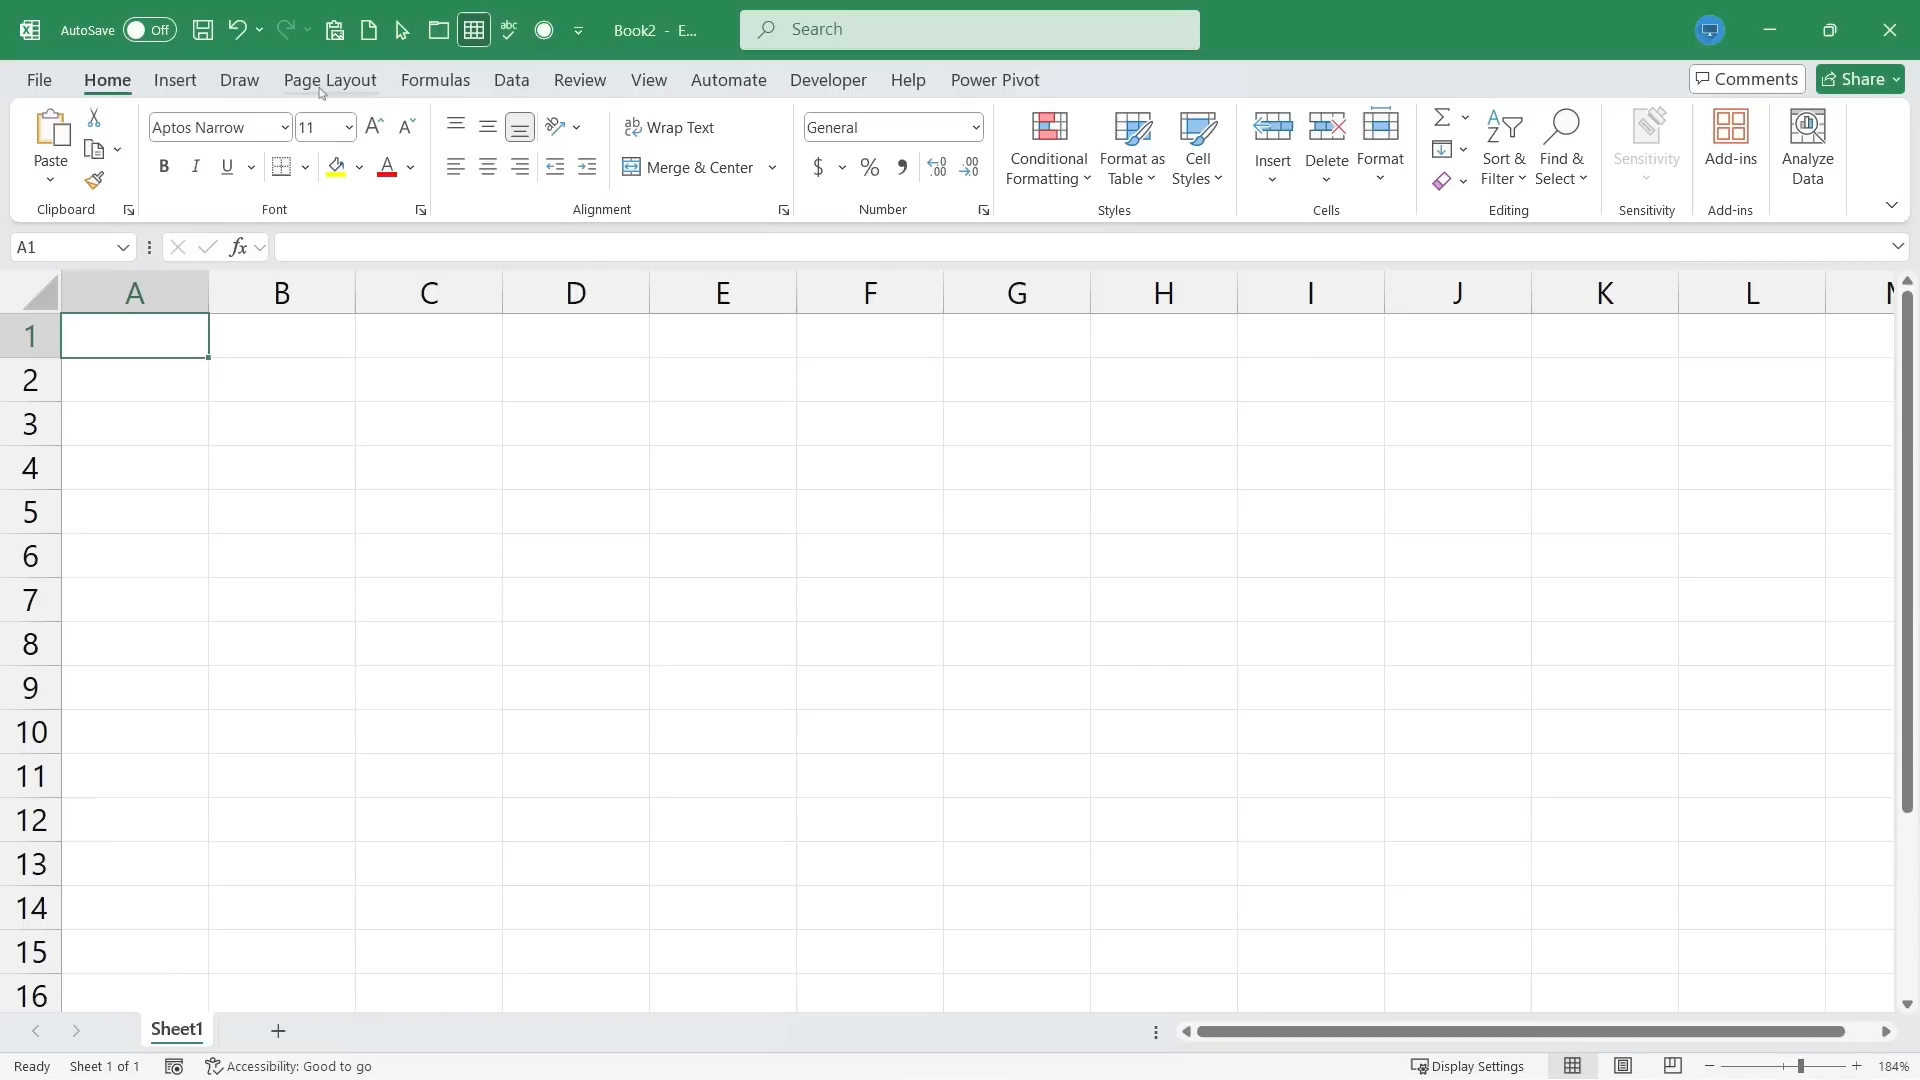 AutoSave Off abc Book2 - E... Search
File Home Insert Draw Page Layout Formulas Data Review View Automate Developer Help Power Pivot Comments Share
Paste
Aptos Narrow 11
ab Wrap Text
Merge & Center
General
$ % .00
Conditional Formatting
Format as Table
Cell Styles
Insert Delete Format
Sort & Filter
Find & Select
Sensitivity
Add-ins
Analyze Data
B I U A
Clipboard Font Alignment Number Styles Cells Editing Sensitivity Add-ins
A1 fx
A B C D E F G H I J K L
1
2
3
4
5
6
7
8
9
10
11
12
13
14
15
16
Sheet1
Ready Sheet 1 of 1 Accessibility: Good to go Display Settings 184%